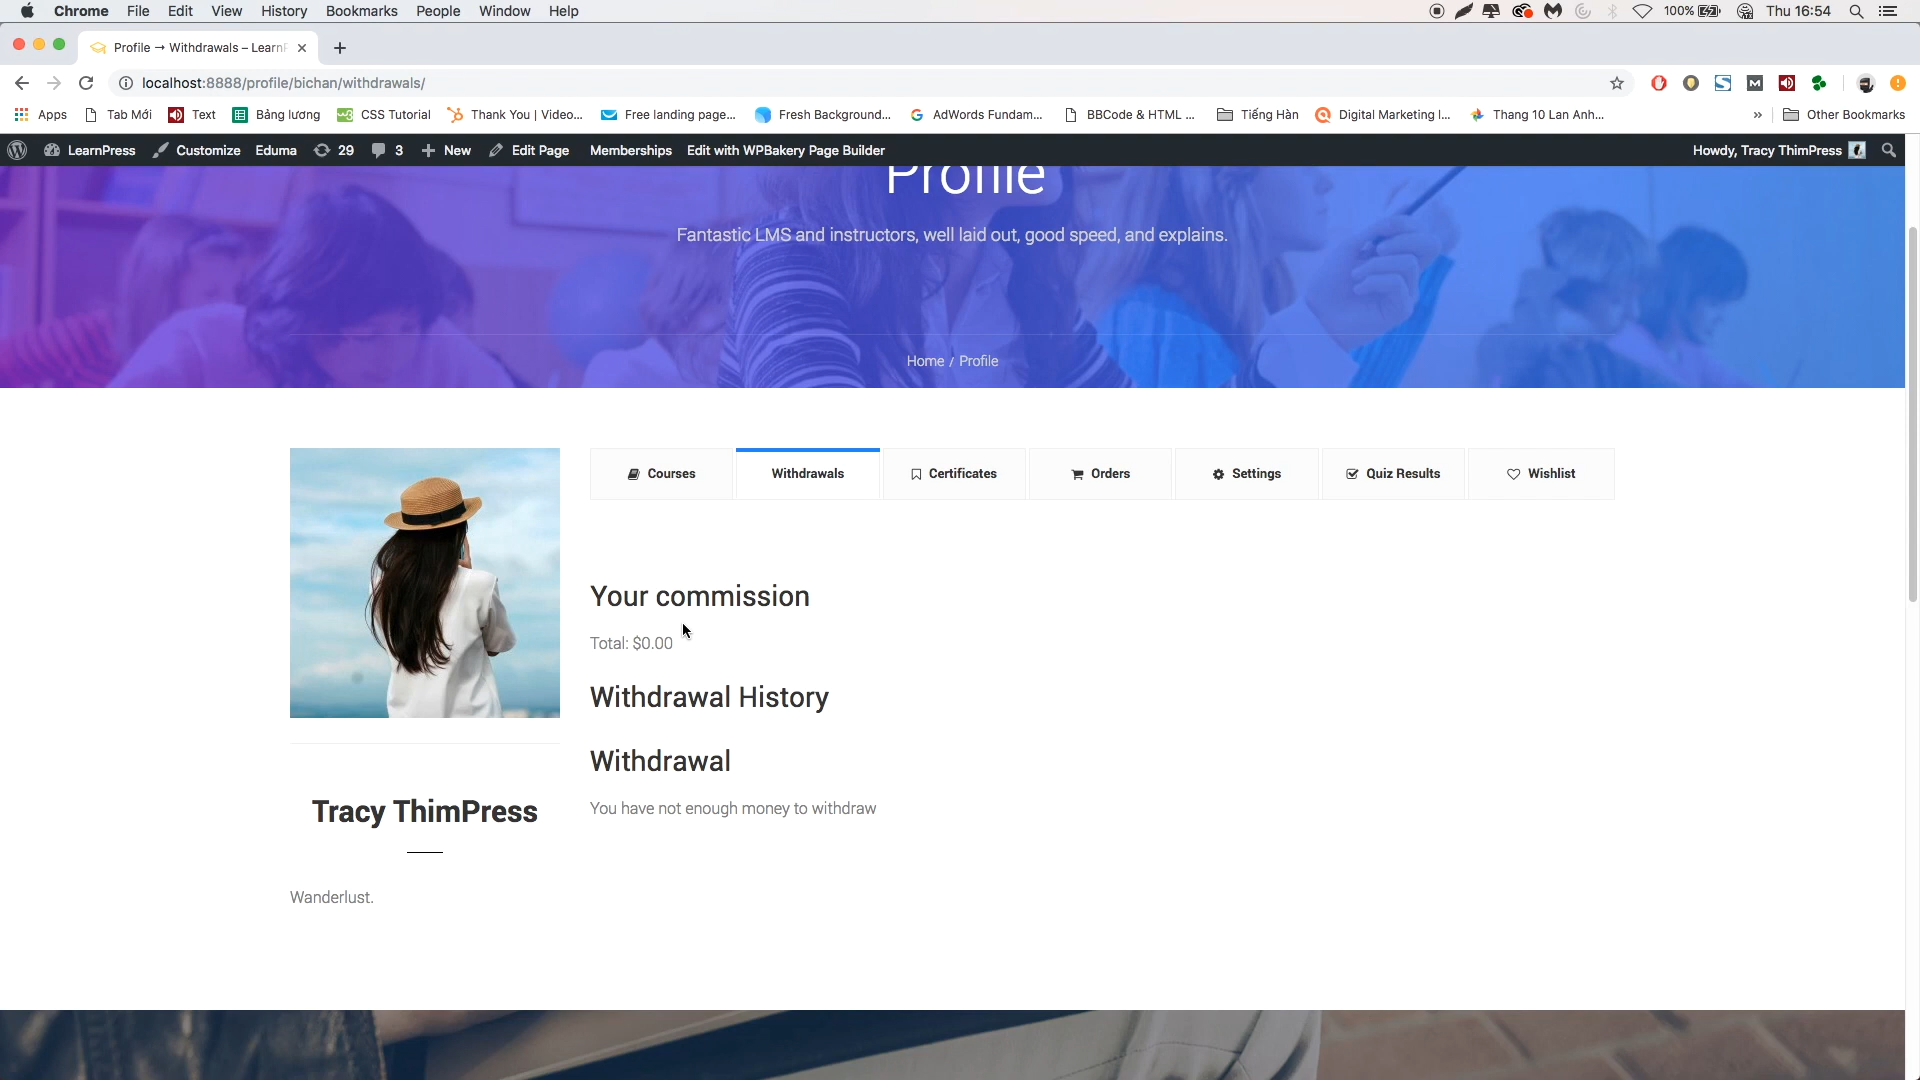 Chrome File Edit View History Bookmarks People Window Help 100% Thu 16:54
Profile → Withdrawals – LearnP
localhost:8888/profile/bichan/withdrawals/
Apps Tab Mới Text Bảng lương CSS Tutorial Thank You | Video... Free landing page... Fresh Background... AdWords Fundam... BBCode & HTML ... Tiếng Hàn Digital Marketing I... Thang 10 Lan Anh... » Other Bookmarks
LearnPress Customize Eduma 29 3 New Edit Page Memberships Edit with WPBakery Page Builder Howdy, Tracy ThimPress
Profile
Fantastic LMS and instructors, well laid out, good speed, and explains.
Home / Profile
Courses Withdrawals Certificates Orders Settings Quiz Results Wishlist
Your commission
Total: $0.00
Withdrawal History
Withdrawal
You have not enough money to withdraw
Tracy ThimPress
Wanderlust.